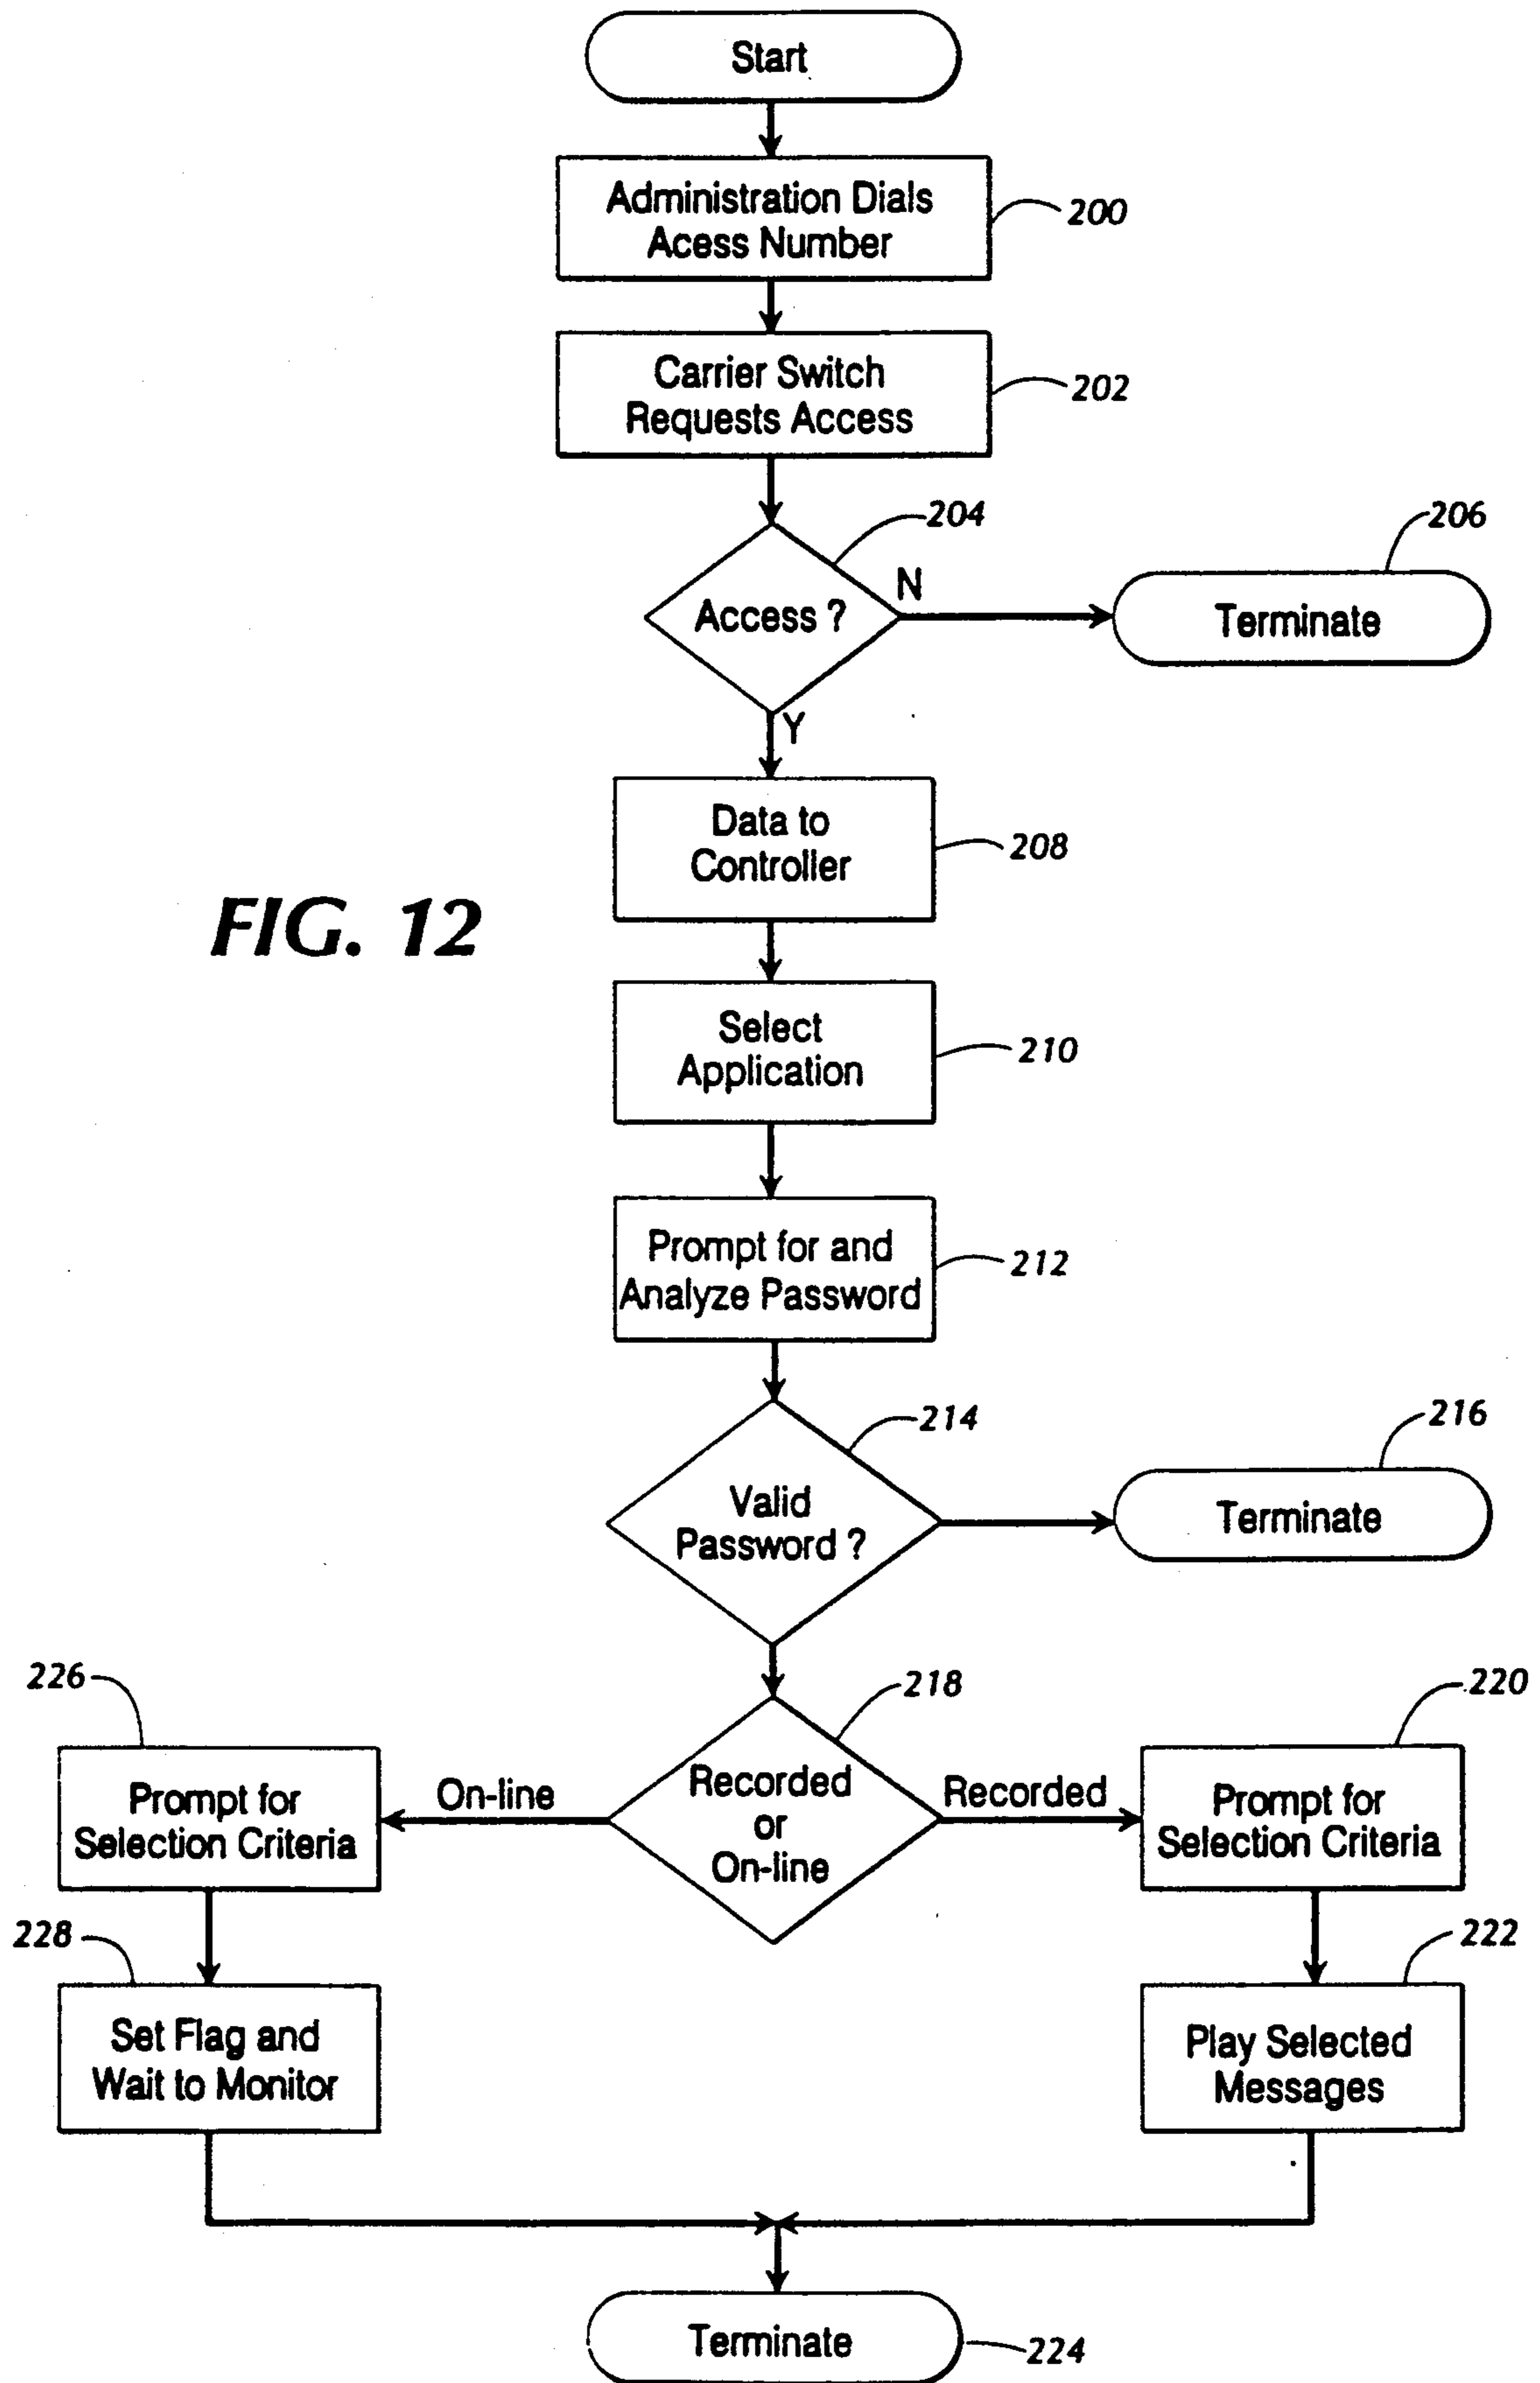 Start
Administration Dials
Acess Number
200
Carrier Switch
Requests Access
202
204
206
Access ?
N
Terminate
Y
Data to
Controller
208
FIG. 12
Select
Application
210
Prompt for and
Analyze Password
212
214
216
Valid
Password ?
Terminate
226
218
220
Prompt for
Selection Criteria
On-line
Recorded
or
On-line
Recorded
Prompt for
Selection Criteria
228
222
Set Flag and
Wait to Monitor
Play Selected
Messages
Terminate
224